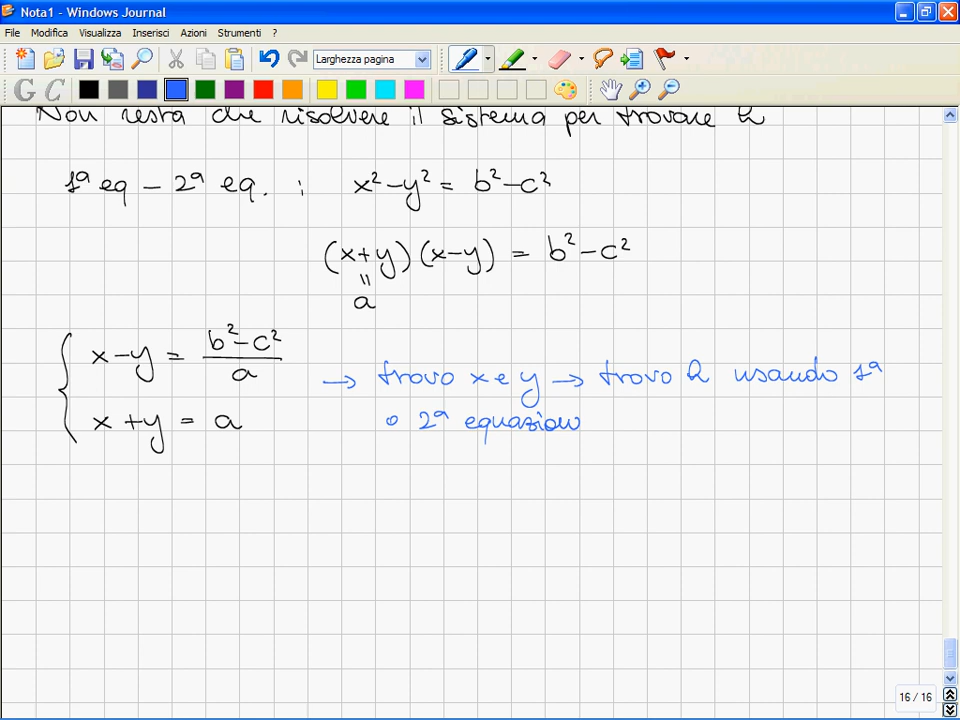 Nota1 - Windows Journal
File Modifica Visualizza Inserisci Azioni Strumenti ?
Larghezza pagina
G C
Non resta che risolvere il sistema per trovare h
1ª eq - 2ª eq. : x² - y² = b² - c²
(x+y)(x-y) = b² - c²
=
a
{ x - y = b² - c² / a
→ trovo x e y → trovo h usando 1ª
x + y = a
o 2ª equazion
16 / 16